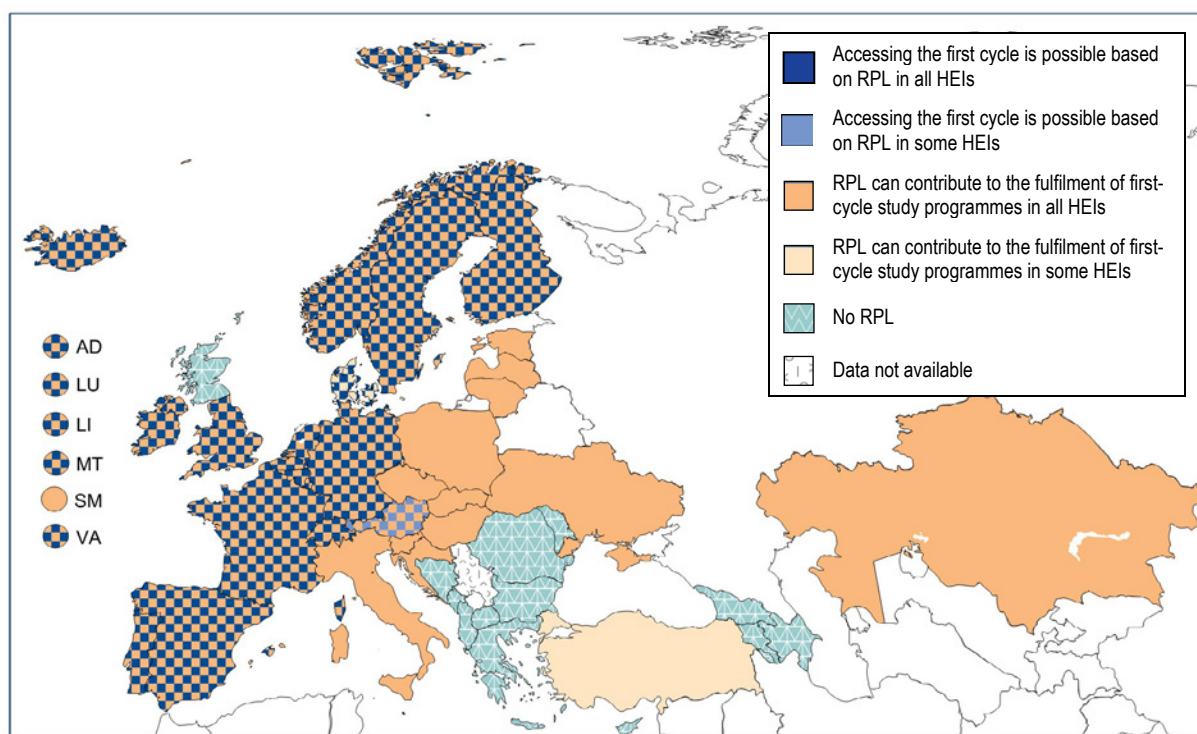 Accessing the first cycle is possible based
on RPL in all HEIs
Accessing the first cycle is possible based
on RPL in some HEIs
RPL can contribute to the fulfilment of first-
cycle study programmes in all HEIs
RPL can contribute to the fulfilment of first-
cycle study programmes in some HEIs
No RPL
Data not available
AD
LU
LI
MT
SM
VA